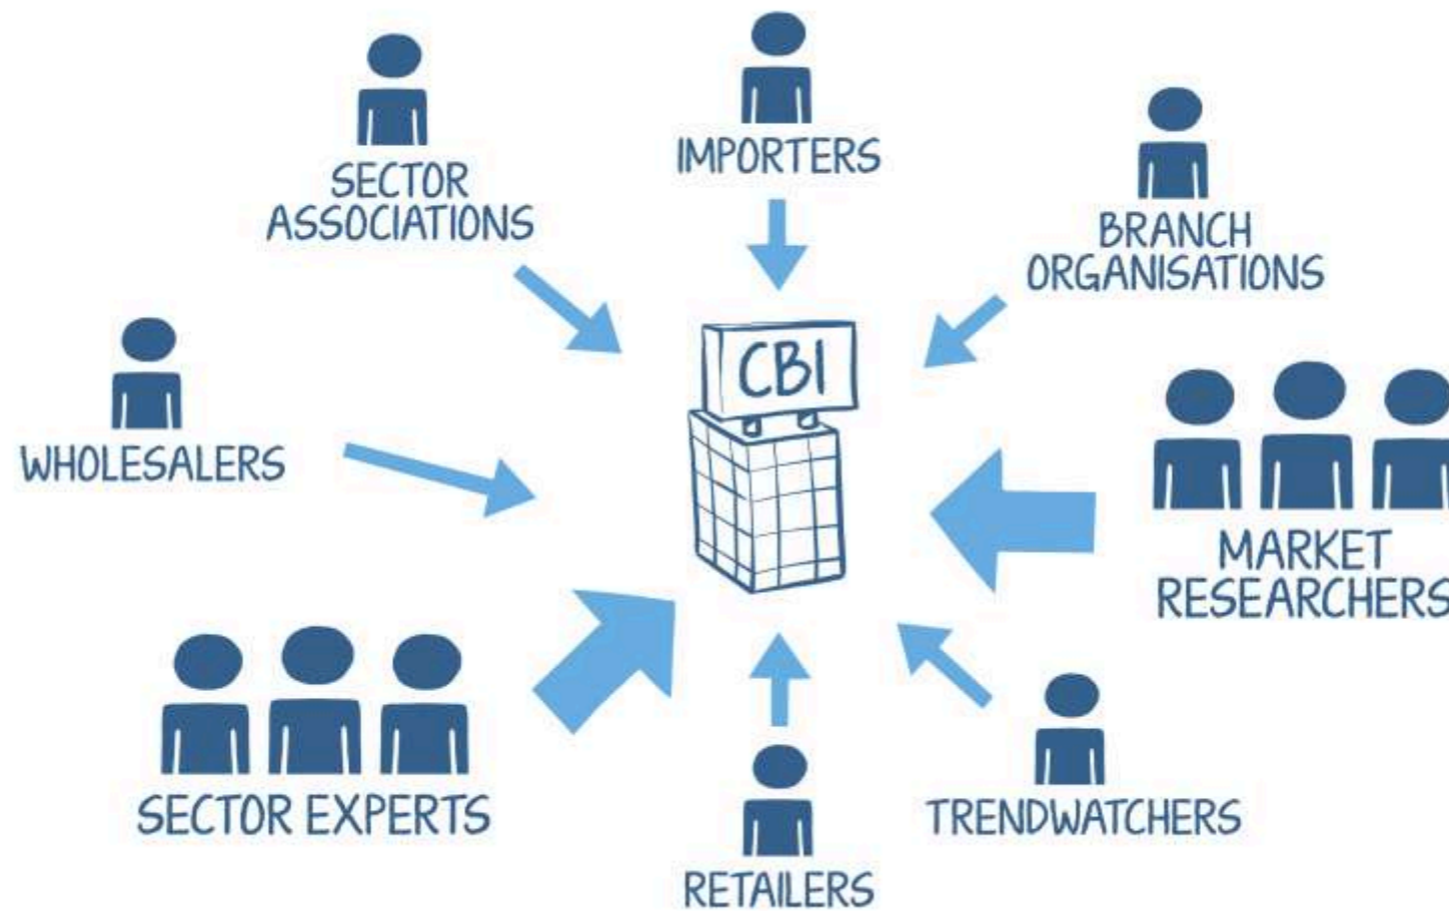 IMPORTERS
SECTOR
ASSOCIATIONS
BRANCH
ORGANISATIONS
CBI
WHOLESALERS
MARKET
RESEARCHERS
SECTOR EXPERTS
TRENDWATCHERS
RETAILERS